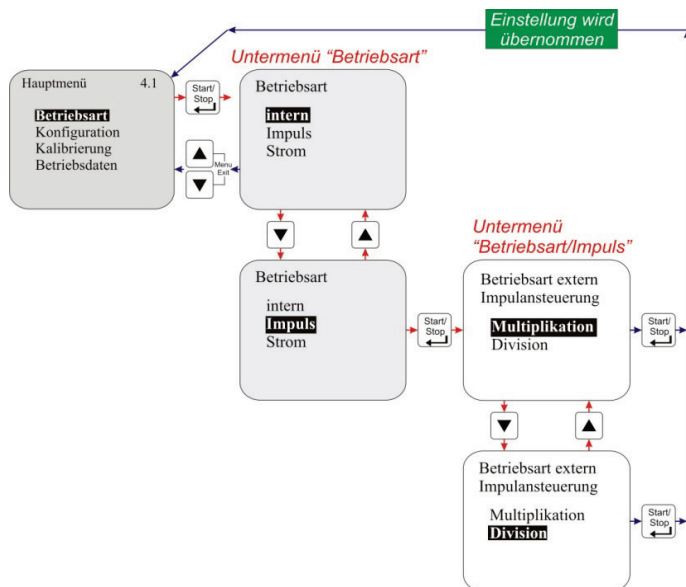 Einstellung wird
übernommen
Untermenü "Betriebsart"
Hauptmenü 4.1
Betriebsart
Konfiguration
Kalibrierung
Betriebsdaten
Start/
Stop
Menu
Exit
Betriebsart
intern
Impuls
Strom
Betriebsart
intern
Impuls
Strom
Start/
Stop
Untermenü
"Betriebsart/Impuls"
Betriebsart extern
Impulansteuerung
Multiplikation
Division
Start/
Stop
Betriebsart extern
Impulansteuerung
Multiplikation
Division
Start/
Stop